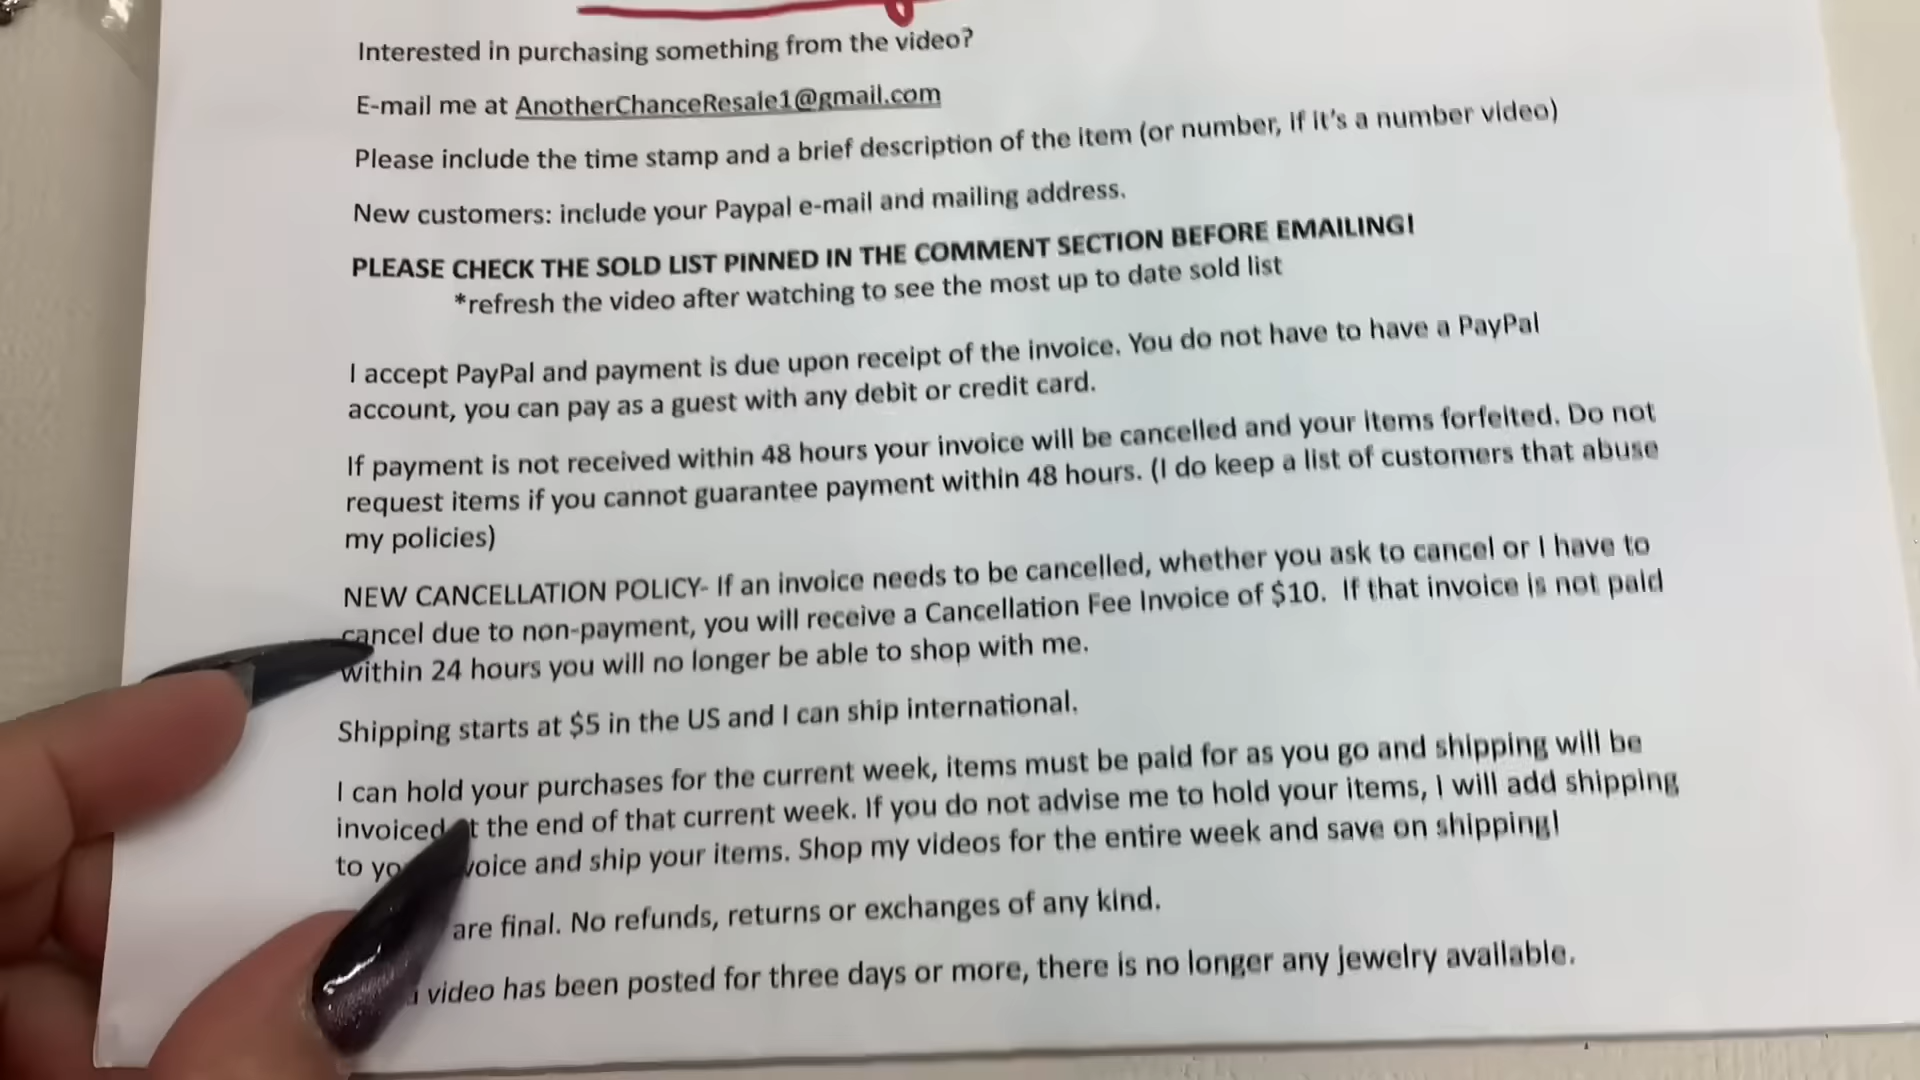 Interested in purchasing something from the video?
E-mail me at AnotherChanceResale1@gmail.com
Please include the time stamp and a brief description of the item (or number, if it's a number video)
New customers: include your Paypal e-mail and mailing address.
PLEASE CHECK THE SOLD LIST PINNED IN THE COMMENT SECTION BEFORE EMAILING!
*refresh the video after watching to see the most up to date sold list
I accept PayPal and payment is due upon receipt of the invoice. You do not have to have a PayPal
account, you can pay as a guest with any debit or credit card.
If payment is not received within 48 hours your invoice will be cancelled and your items forfeited. Do not
request items if you cannot guarantee payment within 48 hours. (I do keep a list of customers that abuse
my policies)
NEW CANCELLATION POLICY- If an invoice needs to be cancelled, whether you ask to cancel or I have to
cancel due to non-payment, you will receive a Cancellation Fee Invoice of $10. If that invoice is not paid
within 24 hours you will no longer be able to shop with me.
Shipping starts at $5 in the US and I can ship international.
I can hold your purchases for the current week, items must be paid for as you go and shipping will be
invoiced the end of that current week. If you do not advise me to hold your items, I will add shipping
to and ship your items. Shop my videos for the entire week and save on shipping!
are final. No refunds, returns or exchanges of any kind.
video has been posted for three days or more, there is no longer any jewelry available.